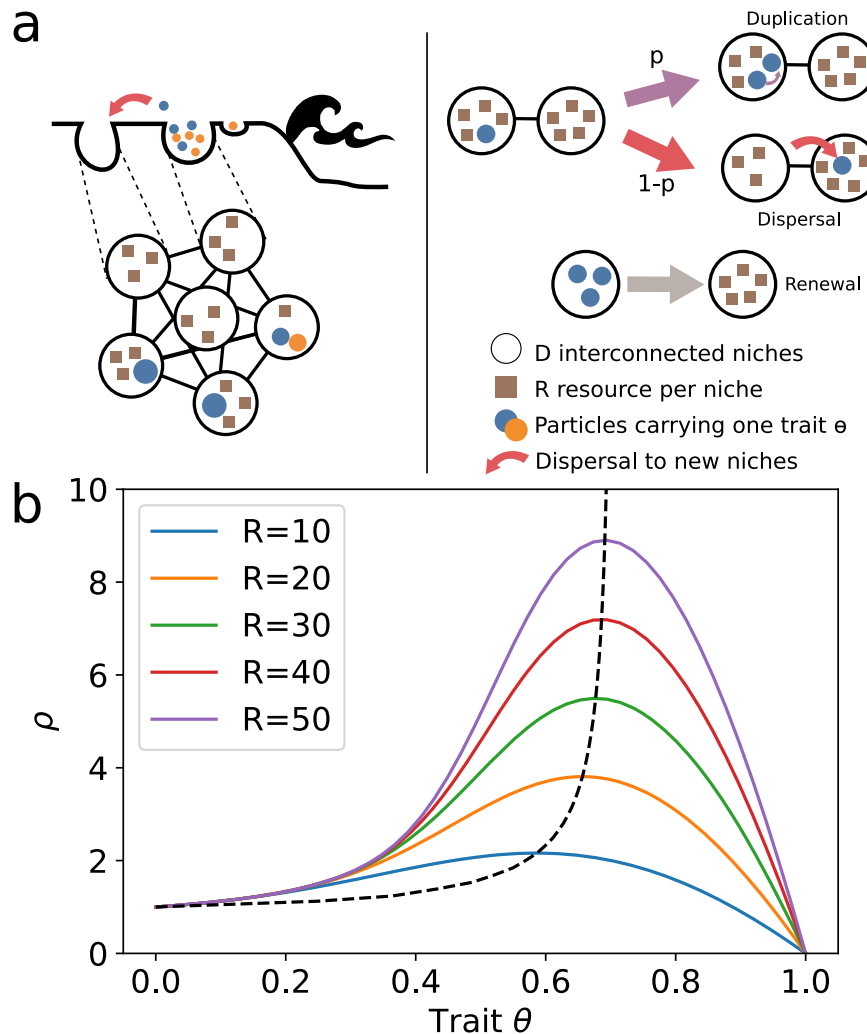 a
Duplication
p
1-p
Dispersal
Renewal
D interconnected niches
R resource per niche
Particles carrying one trait ɵ
Dispersal to new niches
b
10
8
6
4
2
0
ρ
R=10
R=20
R=30
R=40
R=50
0.0 0.2 0.4 0.6 0.8 1.0
Trait θ